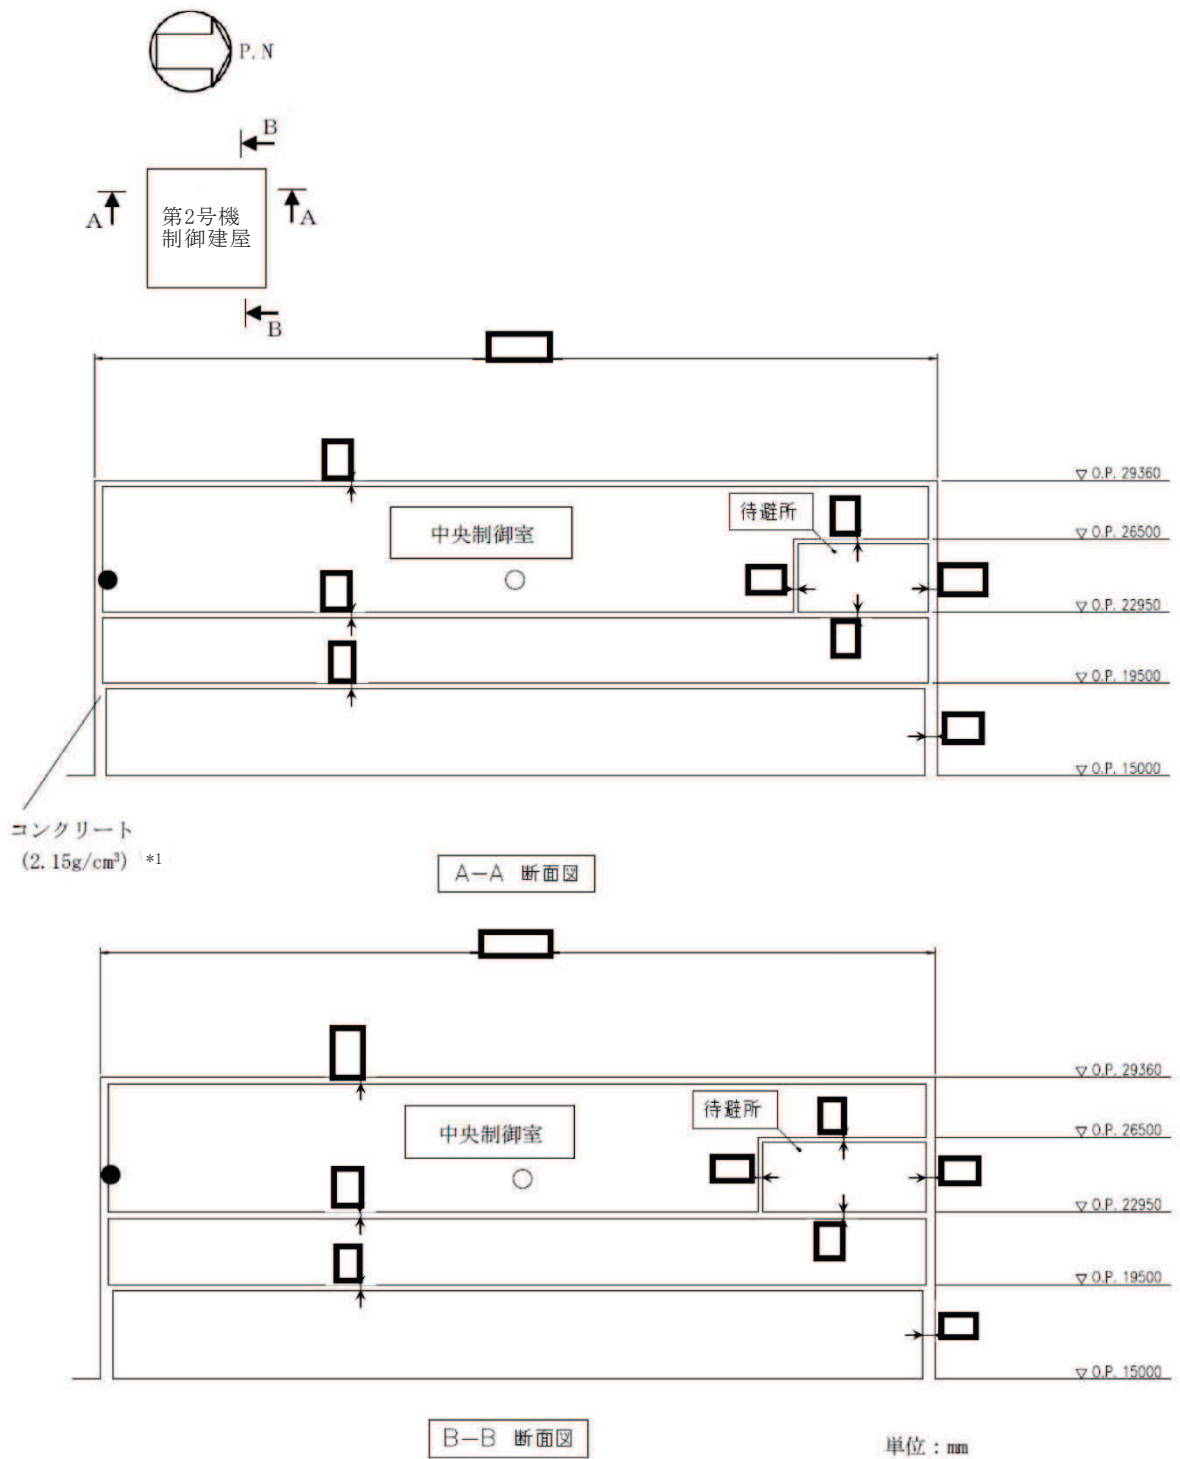 P.N
B
A
A
第2号機
制御建屋
B
▽ O.P. 29360
待避所
中央制御室
▽ O.P. 26500
▽ O.P. 22950
▽ O.P. 19500
▽ O.P. 15000
コンクリート
(2.15g/cm³) *1
A－A 断面図
▽ O.P. 29360
待避所
中央制御室
▽ O.P. 26500
▽ O.P. 22950
▽ O.P. 19500
▽ O.P. 15000
B－B 断面図
単位：mm